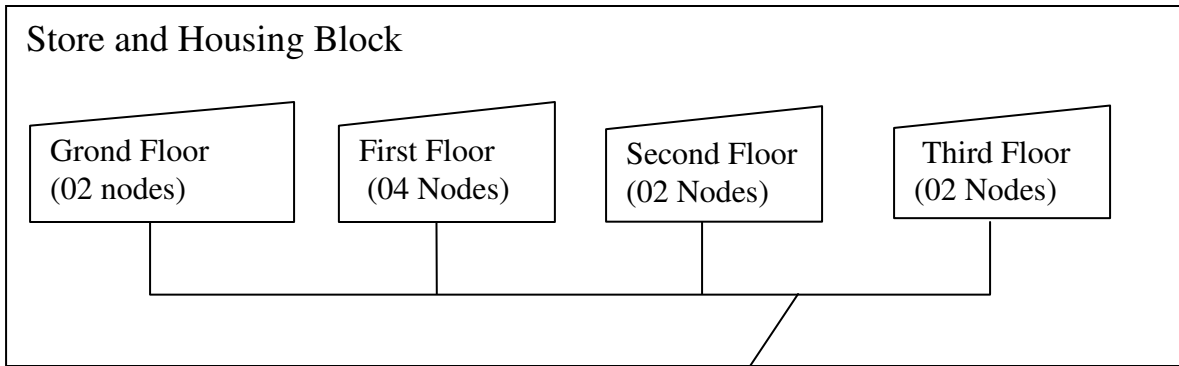 Store and Housing Block
Grond Floor
(02 nodes)
First Floor
(04 Nodes)
Second Floor
(02 Nodes)
Third Floor
(02 Nodes)